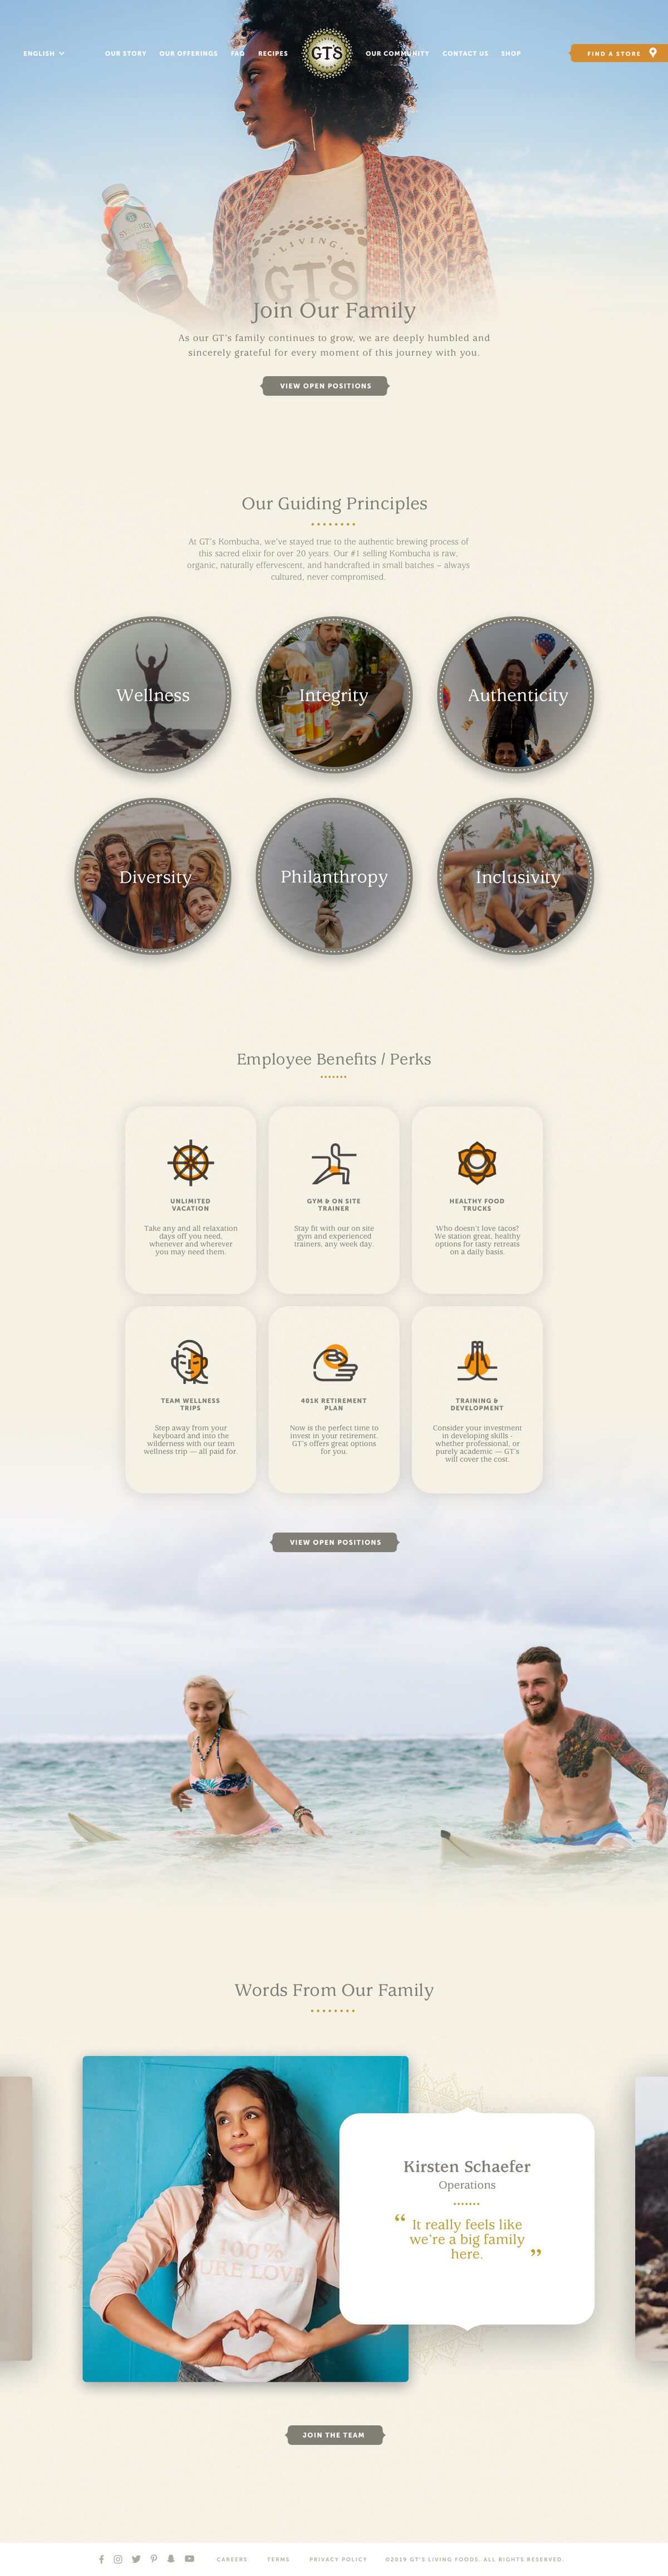 ENGLISH
OUR STORY
OUR OFFERINGS
FAQ
RECIPES
GT'S
OUR COMMUNITY
CONTACT US
SHOP
FIND A STORE
SYNERGY
LIVING
GT'S
Join Our Family
As our GT's family continues to grow, we are deeply humbled and
sincerely grateful for every moment of this journey with you.
VIEW OPEN POSITIONS
Our Guiding Principles
At GT's Kombucha, we've stayed true to the authentic brewing process of
this sacred elixir for over 20 years. Our #1 selling Kombucha is raw,
organic, naturally effervescent, and handcrafted in small batches – always
cultured, never compromised.
Wellness
Integrity
Authenticity
Diversity
Philanthropy
Inclusivity
Employee Benefits / Perks
UNLIMITED
VACATION
Take any and all relaxation
days off you need,
whenever and wherever
you may need them.
GYM & ON SITE
TRAINER
Stay fit with our on site
gym and experienced
trainers, any week day.
HEALTHY FOOD
TRUCKS
Who doesn't love tacos?
We station great, healthy
options for tasty retreats
on a daily basis.
TEAM WELLNESS
TRIPS
Step away from your
keyboard and into the
wilderness with our team
wellness trip — all paid for.
401K RETIREMENT
PLAN
Now is the perfect time to
invest in your retirement.
GT's offers great options
for you.
TRAINING &
DEVELOPMENT
Consider your investment
in developing skills -
whether professional, or
purely academic — GT's
will cover the cost.
VIEW OPEN POSITIONS
Words From Our Family
100%
PURE LOVE
Kirsten Schaefer
Operations
“ It really feels like
we're a big family
here. ”
JOIN THE TEAM
CAREERS
TERMS
PRIVACY POLICY
©2019 GT'S LIVING FOODS. ALL RIGHTS RESERVED.